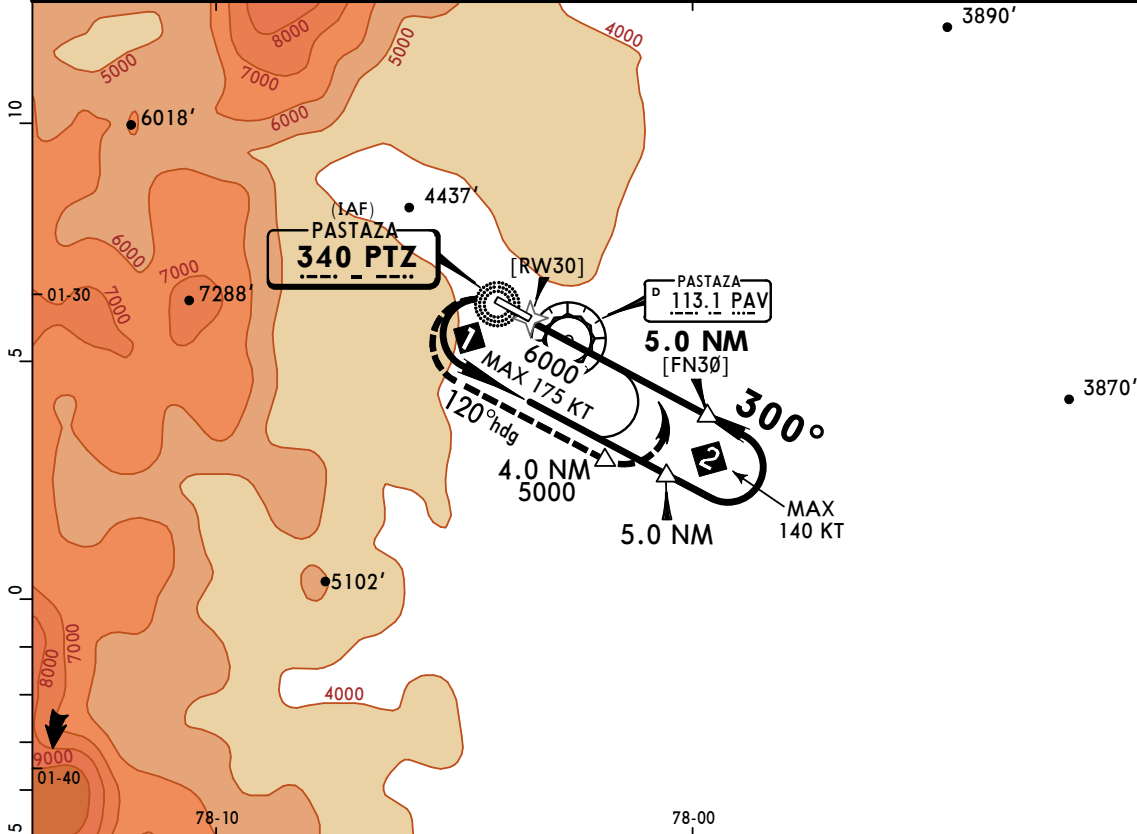 3890'
4000
8000
5000
5000
7000
10
6018'
6000
4437'
(IAF)
PASTAZA
340 PTZ
6000
[RW30]
7000
PASTAZA
D 113.1 PAV
01-30
7000
7288'
5.0 NM
[FN3Ø]
1
6000
MAX 175 KT
5
3870'
300°
120°hdg
2
4.0 NM
5000
MAX
140 KT
5.0 NM
5102'
0
7000
8000
4000
9000
01-40
78-10
78-00
5